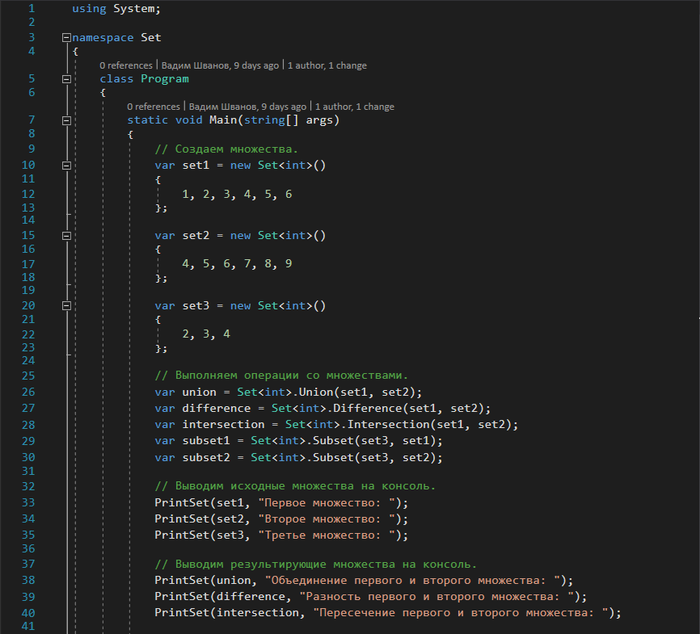 1 using System;
2
3 namespace Set
4 {
0 references | Вадим Шванов, 9 days ago | 1 author, 1 change
5 class Program
6 {
0 references | Вадим Шванов, 9 days ago | 1 author, 1 change
7 static void Main(string[] args)
8 {
9 // Создаем множества.
10 var set1 = new Set<int>()
11 {
12 1, 2, 3, 4, 5, 6
13 };
14
15 var set2 = new Set<int>()
16 {
17 4, 5, 6, 7, 8, 9
18 };
19
20 var set3 = new Set<int>()
21 {
22 2, 3, 4
23 };
24
25 // Выполняем операции со множествами.
26 var union = Set<int>.Union(set1, set2);
27 var difference = Set<int>.Difference(set1, set2);
28 var intersection = Set<int>.Intersection(set1, set2);
29 var subset1 = Set<int>.Subset(set3, set1);
30 var subset2 = Set<int>.Subset(set3, set2);
31
32 // Выводим исходные множества на консоль.
33 PrintSet(set1, "Первое множество: ");
34 PrintSet(set2, "Второе множество: ");
35 PrintSet(set3, "Третье множество: ");
36
37 // Выводим результирующие множества на консоль.
38 PrintSet(union, "Объединение первого и второго множества: ");
39 PrintSet(difference, "Разность первого и второго множества: ");
40 PrintSet(intersection, "Пересечение первого и второго множества: ");
41